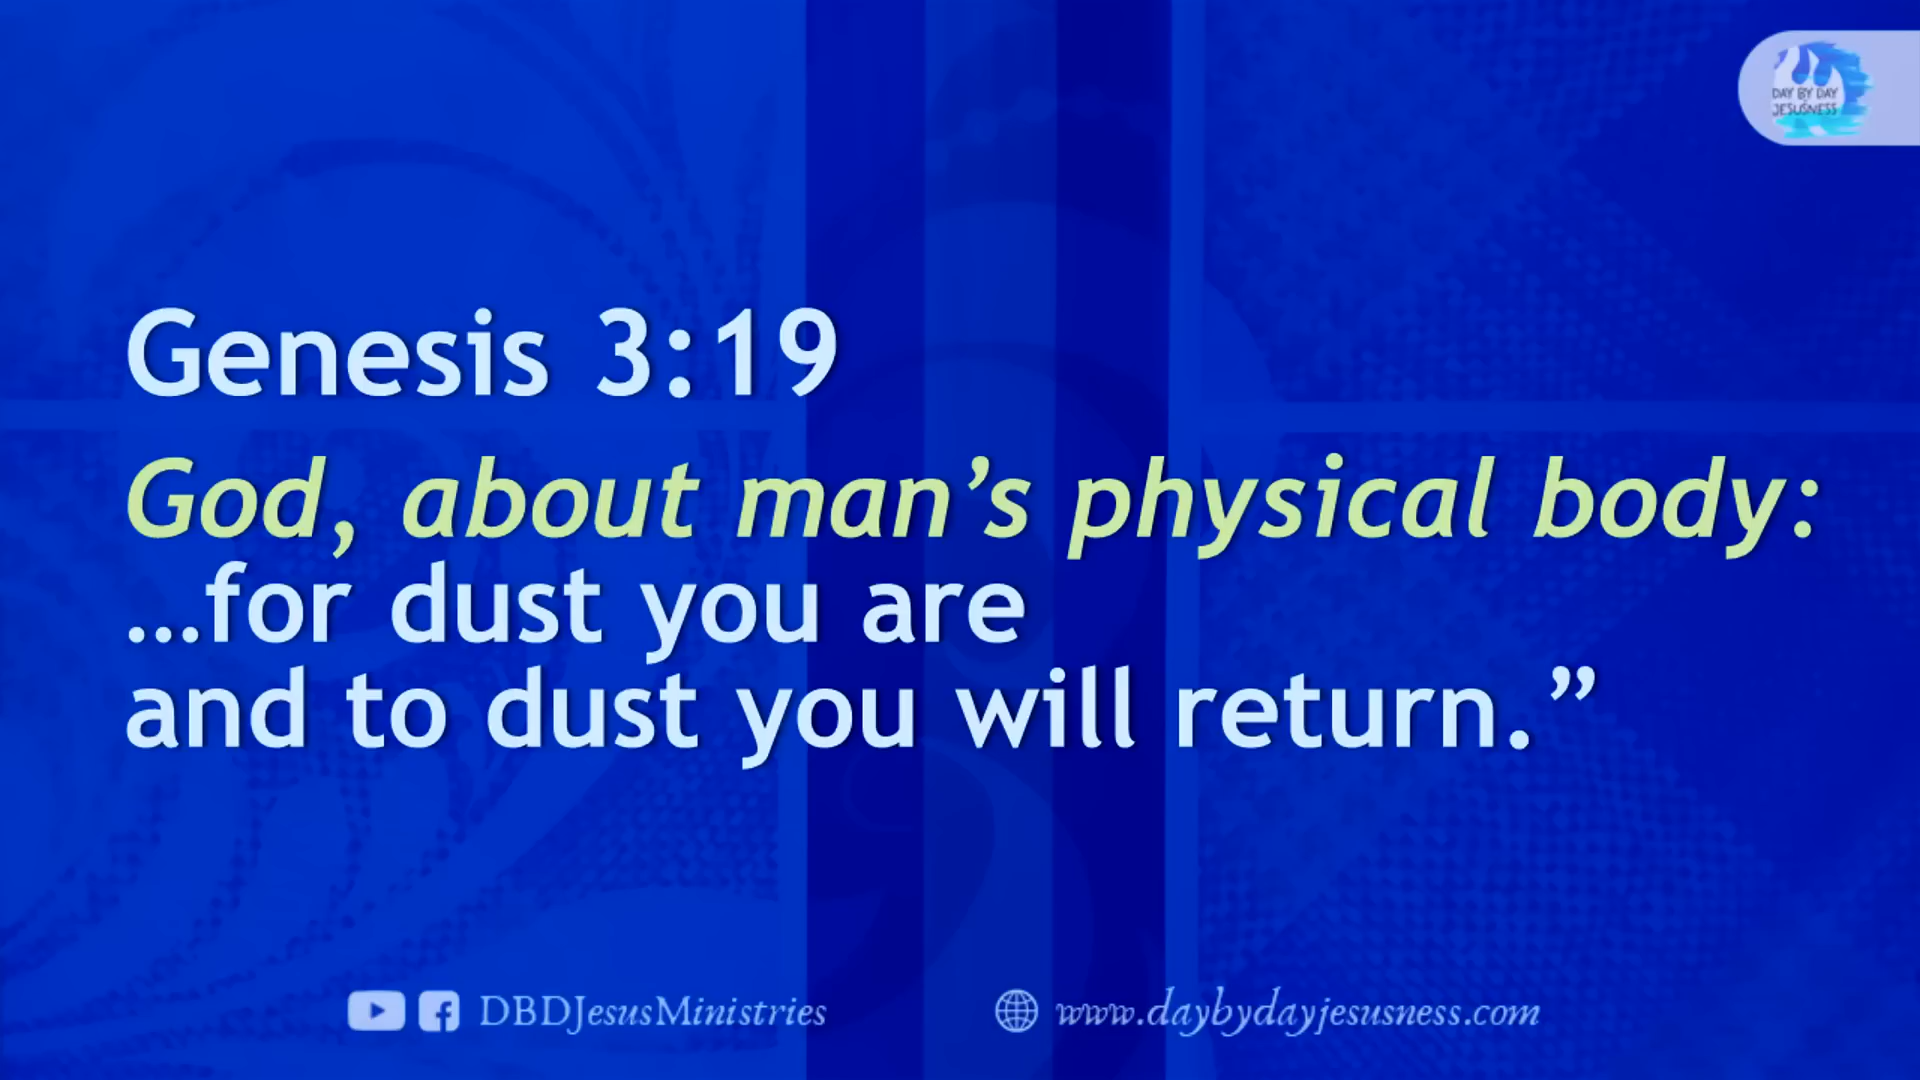 DAY BY DAY
JESUSNESS
Genesis 3:19
God, about man’s physical body:
…for dust you are
and to dust you will return.”
DBDJesusMinistries
www.daybydayjesusness.com